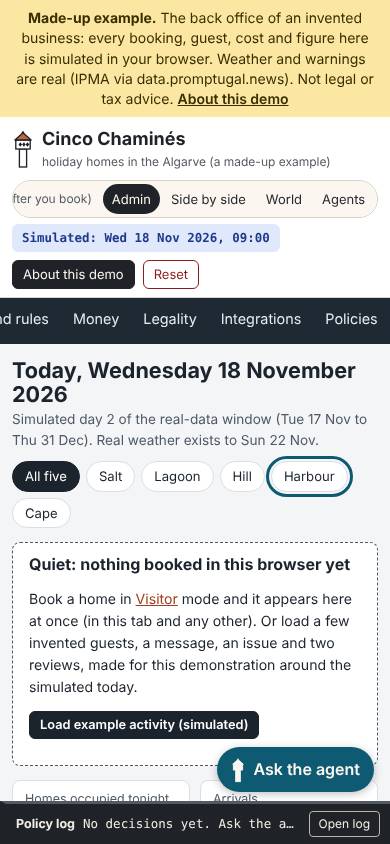 Made-up example. The back office of an invented
business: every booking, guest, cost and figure here
is simulated in your browser. Weather and warnings
are real (IPMA via data.promptugal.news). Not legal or
tax advice. About this demo
Cinco Chaminés
holiday homes in the Algarve (a made-up example)
fter you book) Admin Side by side World Agents
Simulated: Wed 18 Nov 2026, 09:00
About this demo Reset
nd rules Money Legality Integrations Policies
Today, Wednesday 18 November
2026
Simulated day 2 of the real-data window (Tue 17 Nov to
Thu 31 Dec). Real weather exists to Sun 22 Nov.
All five Salt Lagoon Hill Harbour
Cape
Quiet: nothing booked in this browser yet
Book a home in Visitor mode and it appears here
at once (in this tab and any other). Or load a few
invented guests, a message, an issue and two
reviews, made for this demonstration around the
simulated today.
Load example activity (simulated)
Ask the agent
Homes occupied tonight Arrivals
Policy log No decisions yet. Ask the a… Open log